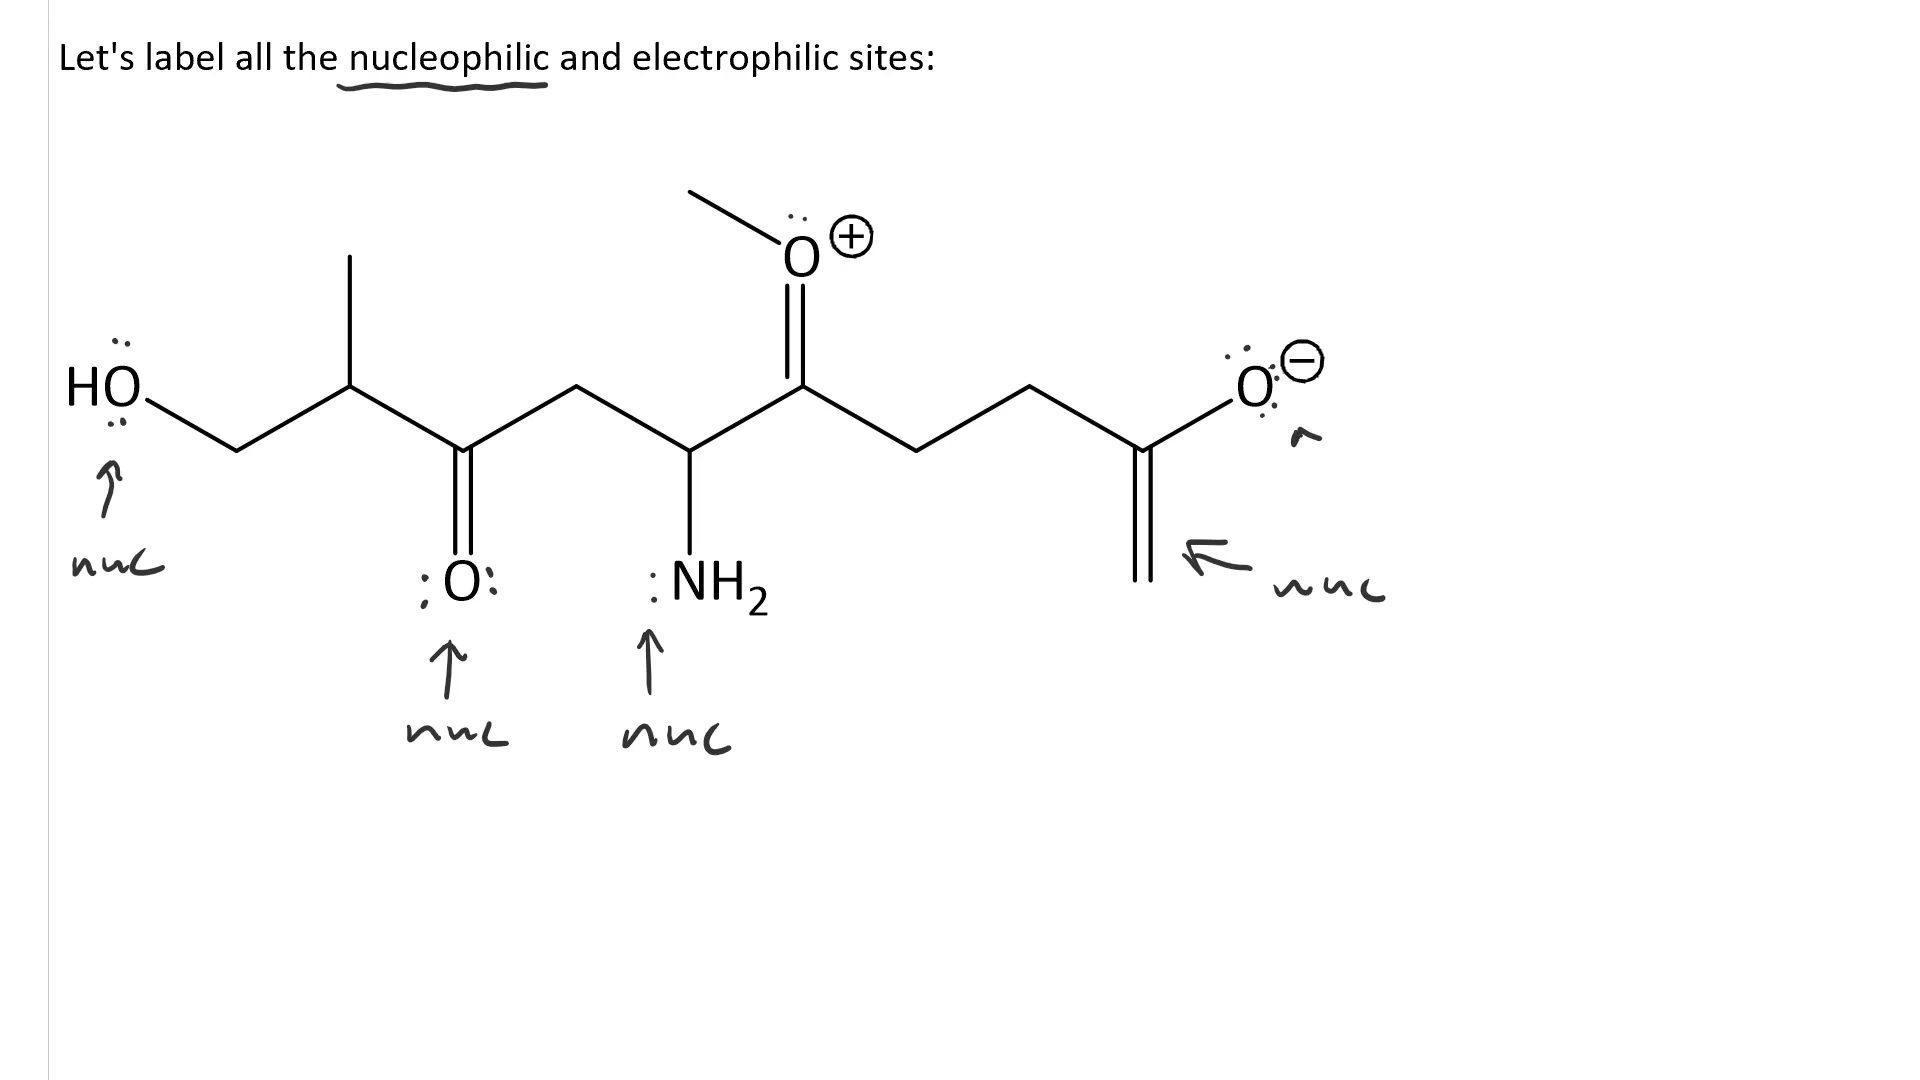 Let's label all the nucleophilic and electrophilic sites:
O⊕
HO
O⊖
nuc
O
NH₂
nuc
nuc
nuc